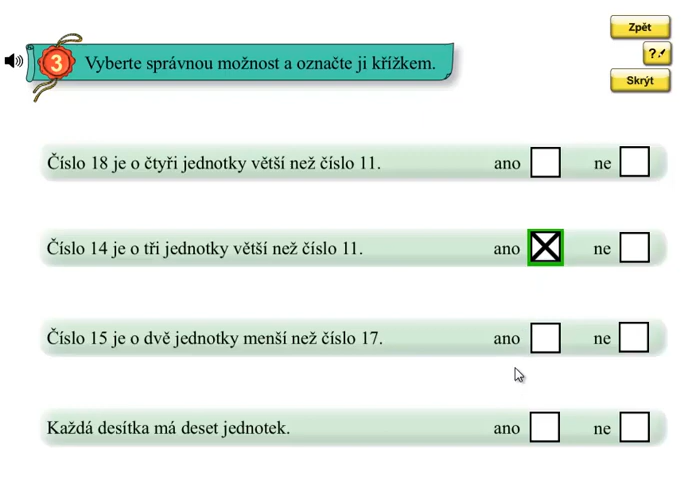 Zpět
3 Vyberte správnou možnost a označte ji křížkem.
?
Skrýt
Číslo 18 je o čtyři jednotky větší než číslo 11. ano ne
Číslo 14 je o tři jednotky větší než číslo 11. ano ne
Číslo 15 je o dvě jednotky menší než číslo 17. ano ne
Každá desítka má deset jednotek. ano ne